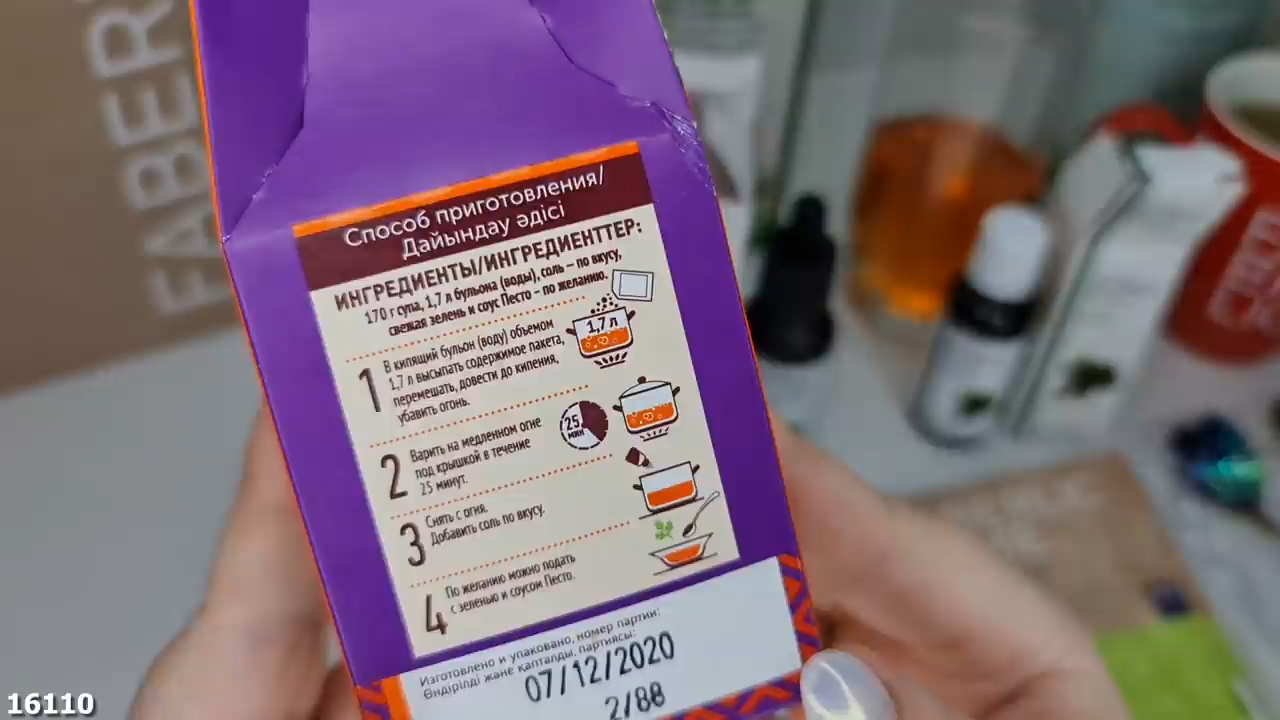 FABER
FABER
Способ приготовления/
Дайындау әдісі
ИНГРЕДИЕНТЫ/ИНГРЕДИЕНТТЕР:
170 г супа, 1,7 л бульона (воды), соль – по вкусу,
свежая зелень и соус Песто – по желанию.
1
В кипящий бульон (воду) объемом
1,7 л высыпать содержимое пакета,
перемешать, довести до кипения,
убавить огонь.
1,7 л
2
Варить на медленном огне
под крышкой в течение
25 минут.
25
МИН
3
Снять с огня.
Добавить соль по вкусу.
4
По желанию можно подать
с зеленью и соусом Песто.
Изготовлено и упаковано, номер партии:
Өндірілді және қапталды, партиясы:
07/12/2020
2/88
16110